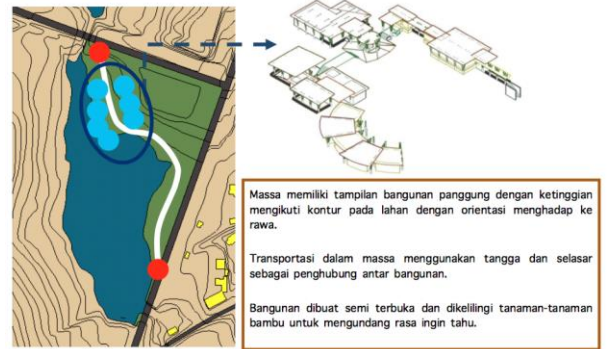 Massa memiliki tampilan bangunan panggung dengan ketinggian
mengikuti kontur pada lahan dengan orientasi menghadap ke
rawa.
Transportasi dalam massa menggunakan tangga dan selasar
sebagai penghubung antar bangunan.
Bangunan dibuat semi terbuka dan dikelilingi tanaman-tanaman
bambu untuk mengundang rasa ingin tahu.